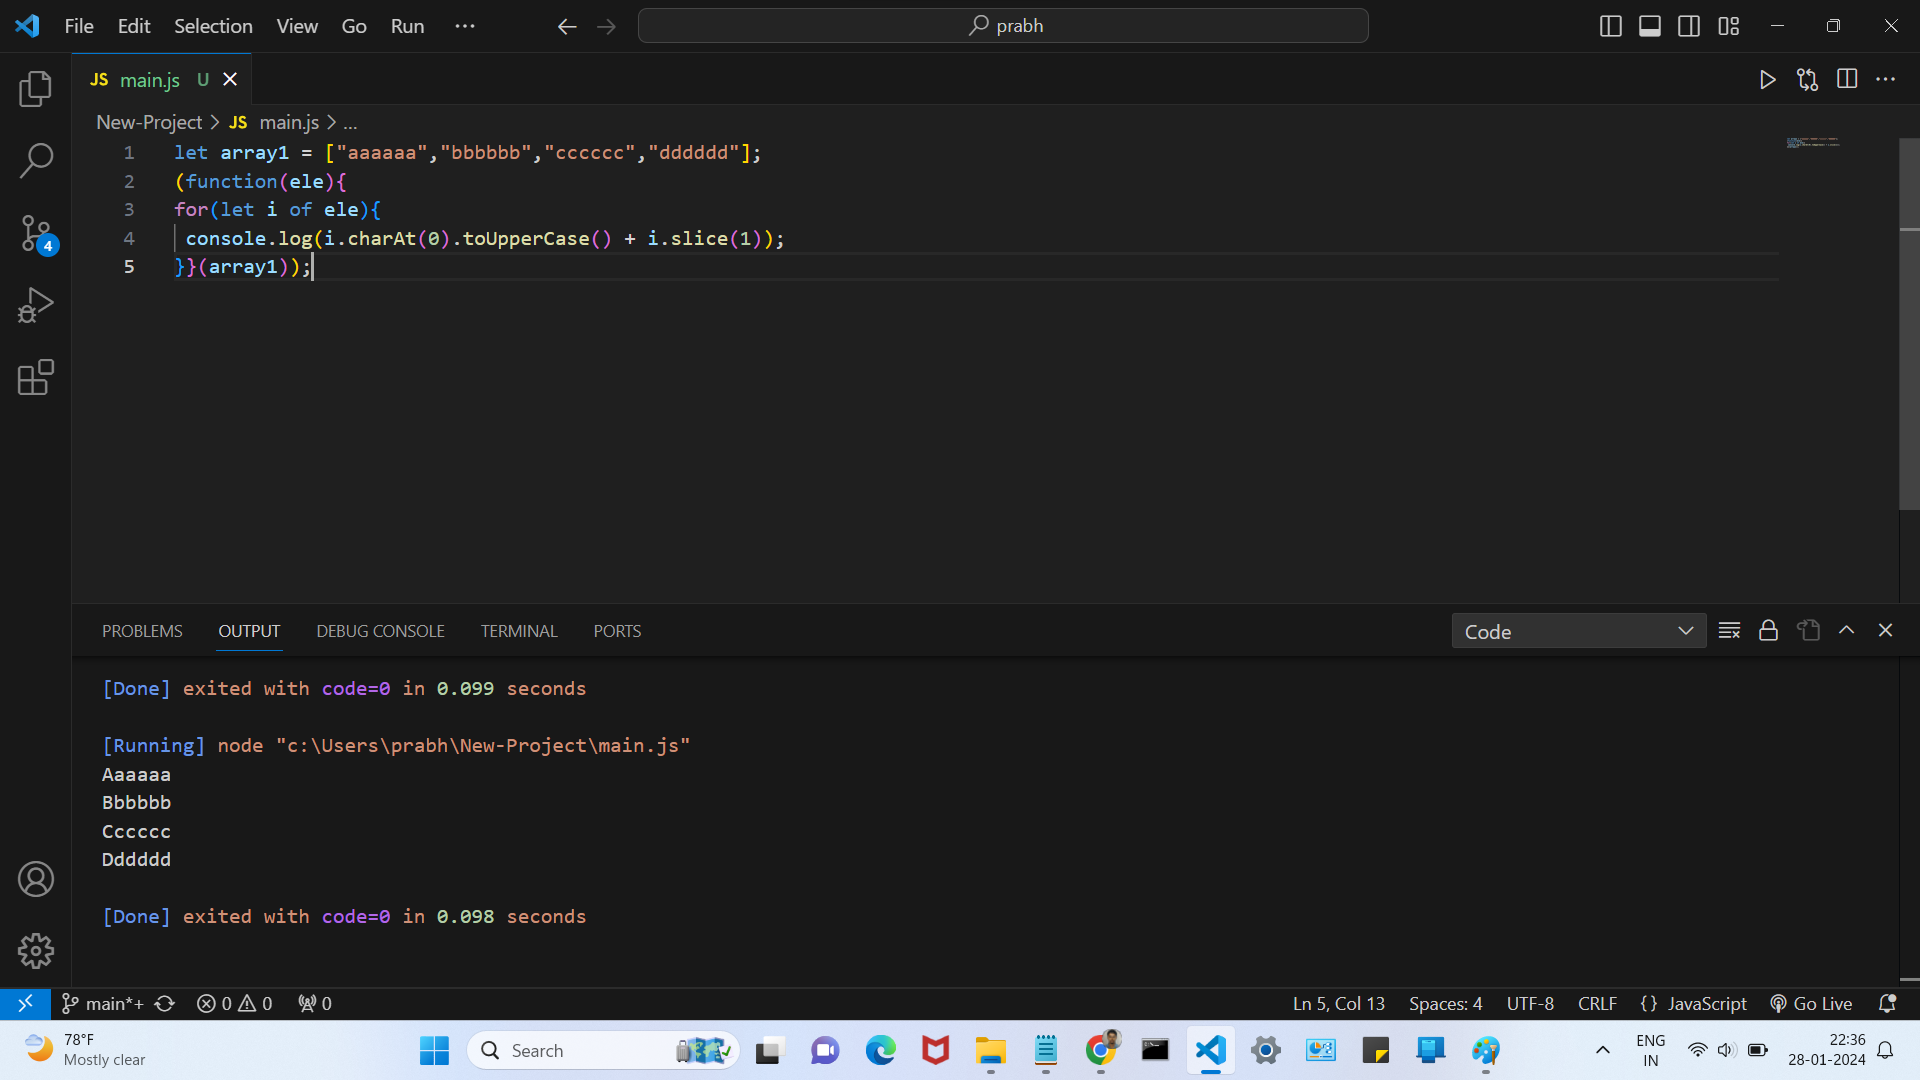 File Edit Selection View Go Run ... prabh
JS main.js U
New-Project > JS main.js > ...
1 let array1 = ["aaaaaa","bbbbbb","cccccc","dddddd"];
2 (function(ele){
3 for(let i of ele){
4 console.log(i.charAt(0).toUpperCase() + i.slice(1));
5 }}(array1));
4
PROBLEMS OUTPUT DEBUG CONSOLE TERMINAL PORTS Code
[Done] exited with code=0 in 0.099 seconds
[Running] node "c:\Users\prabh\New-Project\main.js"
Aaaaaa
Bbbbbb
Cccccc
Dddddd
[Done] exited with code=0 in 0.098 seconds
main*+ 0 0 0 Ln 5, Col 13 Spaces: 4 UTF-8 CRLF {} JavaScript Go Live
78°F
Mostly clear
Search
ENG
IN
22:36
28-01-2024